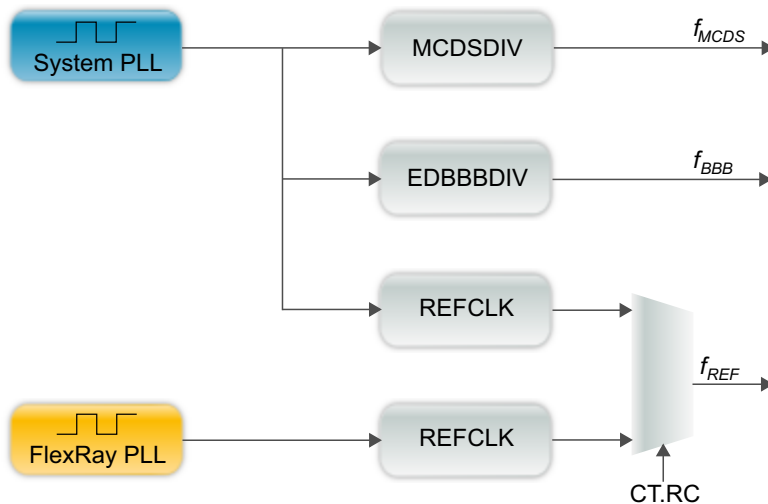 System PLL
MCDSDIV
fMCDS
EDBBBDIV
fBBB
REFCLK
fREF
FlexRay PLL
REFCLK
CT.RC